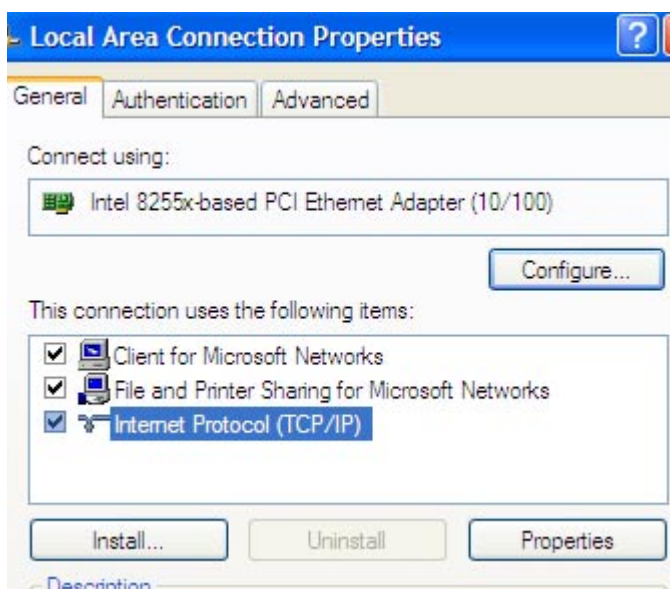 Local Area Connection Properties ?
General Authentication Advanced
Connect using:
Intel 8255x-based PCI Ethernet Adapter (10/100)
Configure...
This connection uses the following items:
Client for Microsoft Networks
File and Printer Sharing for Microsoft Networks
Internet Protocol (TCP/IP)
Install... Uninstall Properties
Description